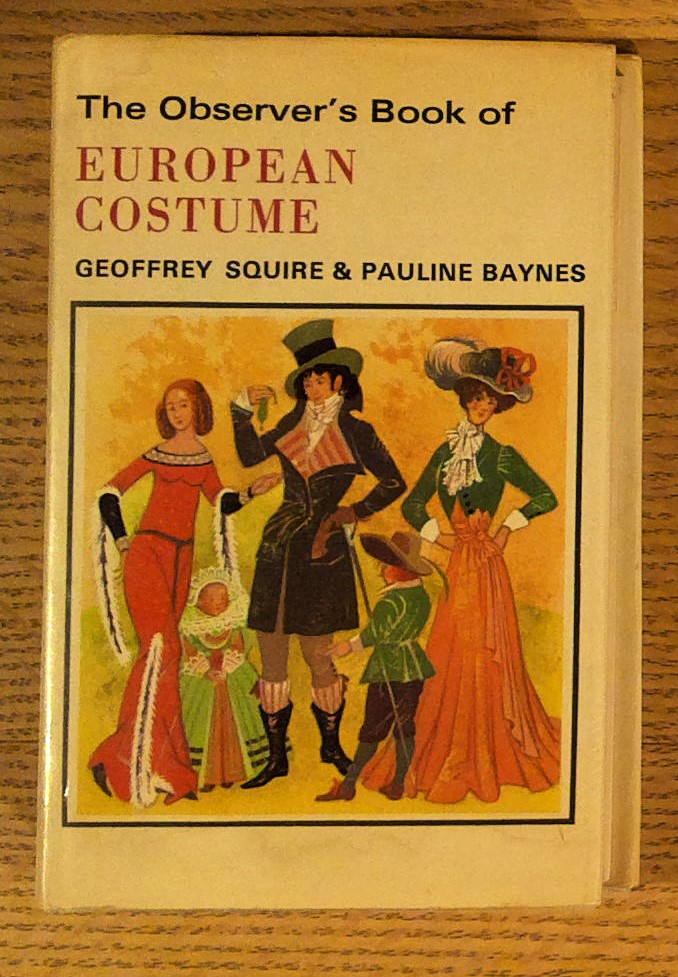 The Observer's Book of
EUROPEAN
COSTUME
GEOFFREY SQUIRE & PAULINE BAYNES